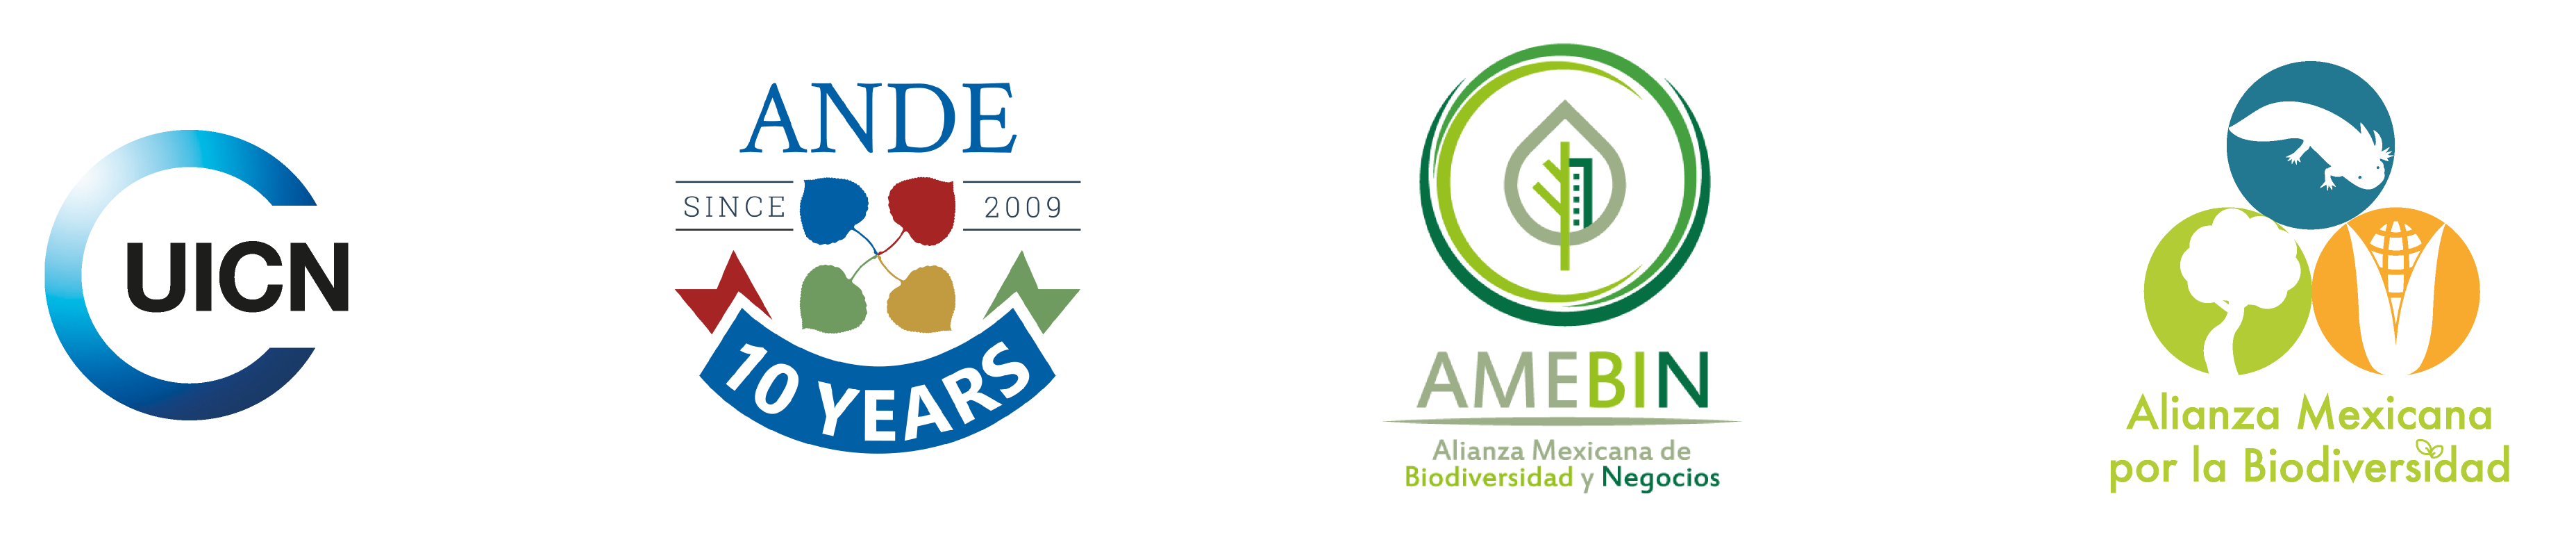 UICN
ANDE
SINCE 2009
10 YEARS
AMEBIN
Alianza Mexicana de
Biodiversidad y Negocios
Alianza Mexicana
por la Biodiversidad